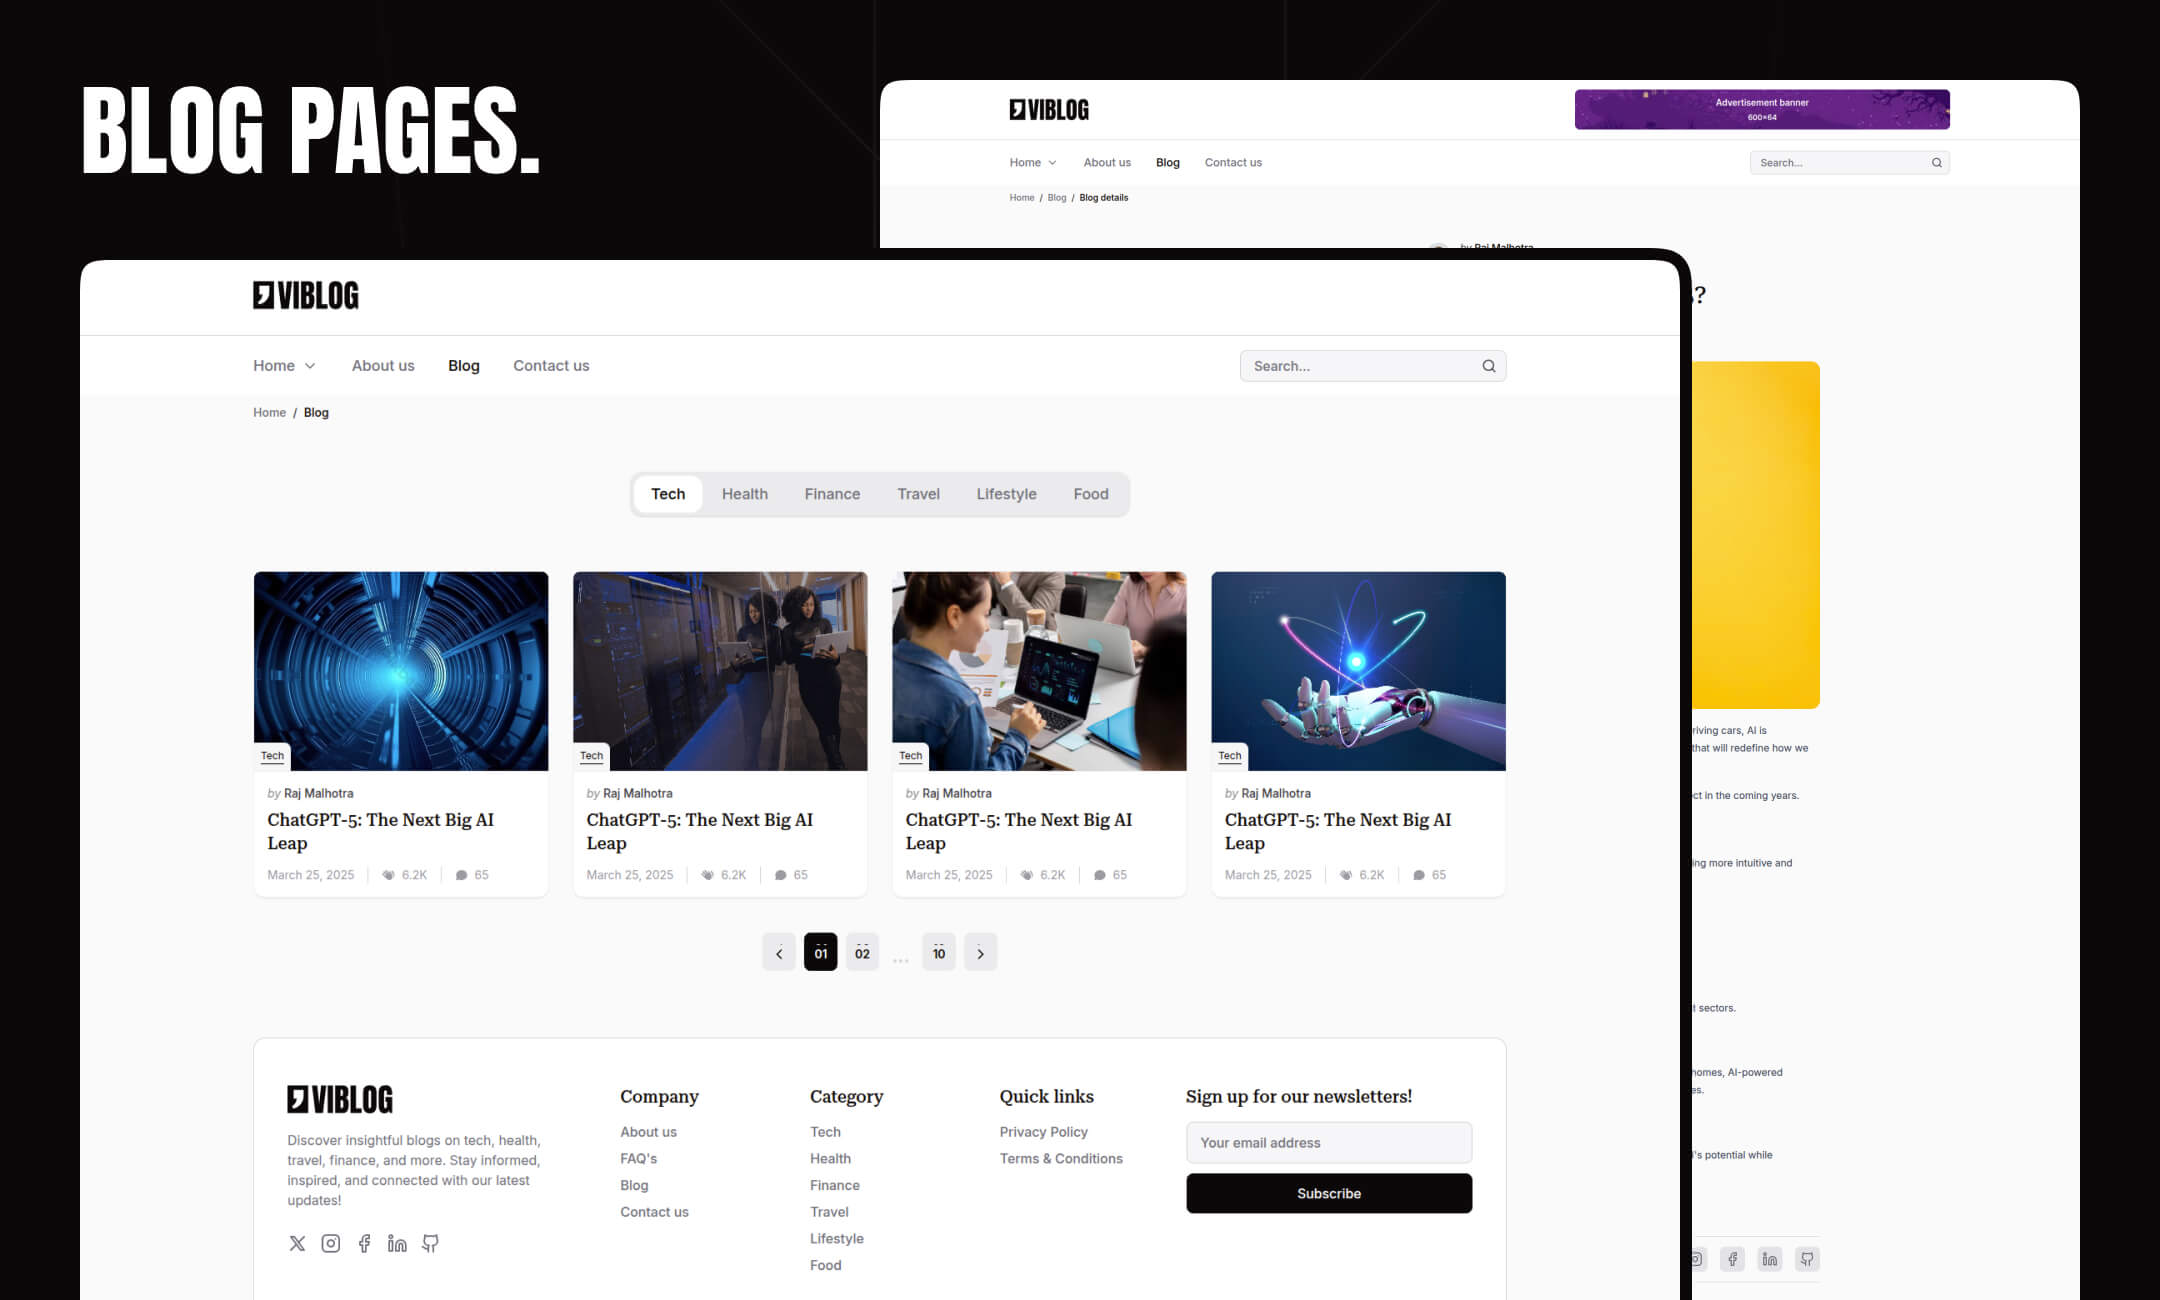 BLOG PAGES.
VIBLOG
Advertisement banner
600×64
Home About us Blog Contact us
Search...
Home / Blog / Blog details
by Raj Malhotra
?
VIBLOG
Home About us Blog Contact us
Search...
Home / Blog
Tech Health Finance Travel Lifestyle Food
Tech
by Raj Malhotra
ChatGPT-5: The Next Big AI
Leap
March 25, 2025 6.2K 65
Tech
by Raj Malhotra
ChatGPT-5: The Next Big AI
Leap
March 25, 2025 6.2K 65
Tech
by Raj Malhotra
ChatGPT-5: The Next Big AI
Leap
March 25, 2025 6.2K 65
Tech
by Raj Malhotra
ChatGPT-5: The Next Big AI
Leap
March 25, 2025 6.2K 65
01 02 ... 10
VIBLOG
Discover insightful blogs on tech, health,
travel, finance, and more. Stay informed,
inspired, and connected with our latest
updates!
Company
About us
FAQ's
Blog
Contact us
Category
Tech
Health
Finance
Travel
Lifestyle
Food
Quick links
Privacy Policy
Terms & Conditions
Sign up for our newsletters!
Your email address
Subscribe
cars, AI is
that will redefine how we
in the coming years.
more intuitive and
sectors.
homes, AI-powered
potential while